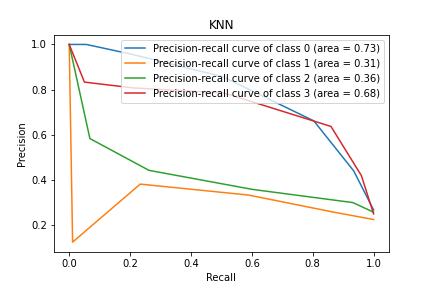 KNN
Precision-recall curve of class 0 (area = 0.73)
Precision-recall curve of class 1 (area = 0.31)
Precision-recall curve of class 2 (area = 0.36)
Precision-recall curve of class 3 (area = 0.68)
1.0
0.8
0.6
0.4
0.2
Precision
0.0 0.2 0.4 0.6 0.8 1.0
Recall